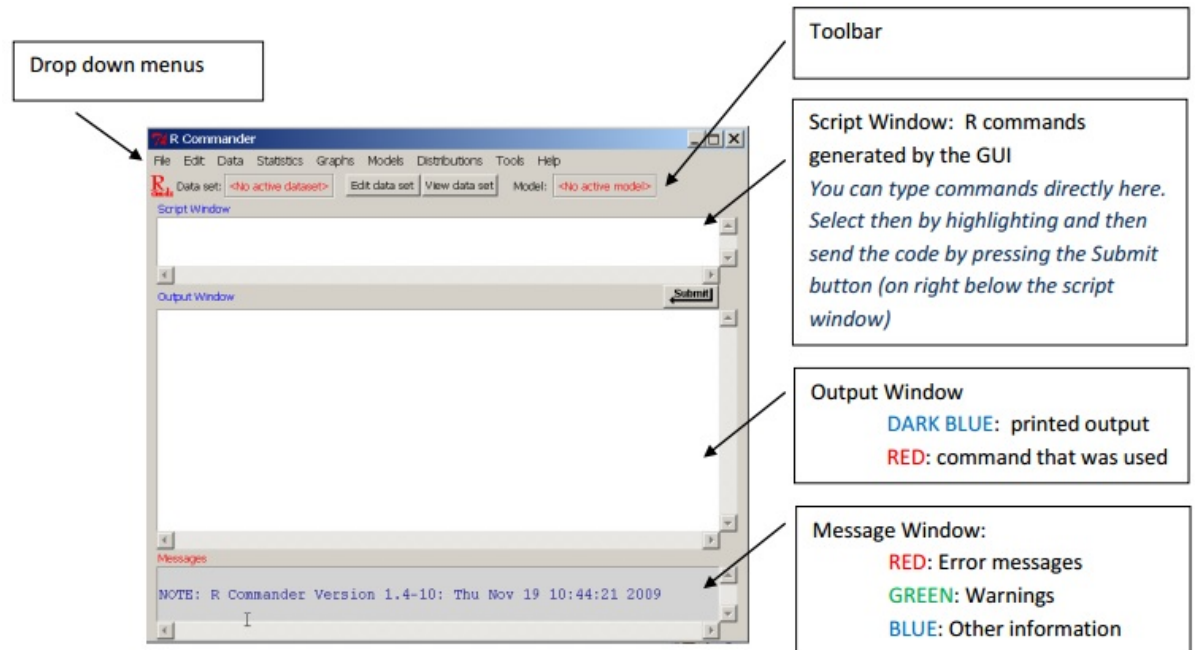 Drop down menus
Toolbar
Script Window: R commands
generated by the GUI
You can type commands directly here.
Select then by highlighting and then
send the code by pressing the Submit
button (on right below the script
window)
Output Window
DARK BLUE: printed output
RED: command that was used
Message Window:
RED: Error messages
GREEN: Warnings
BLUE: Other information
R Commander
File Edit Data Statistics Graphs Models Distributions Tools Help
R Data set: <No active dataset> Edit data set View data set Model: <No active model>
Script Window
Submit
Output Window
Messages
NOTE: R Commander Version 1.4-10: Thu Nov 19 10:44:21 2009